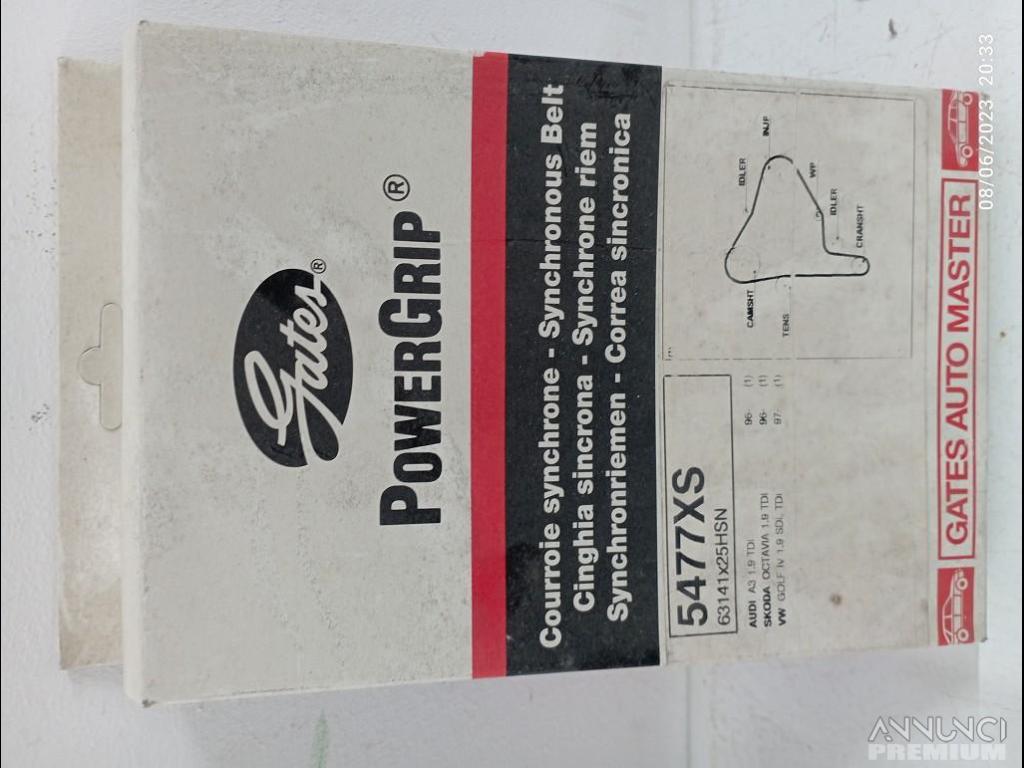 Gates®
POWERGRIP®
Courroie synchrone - Synchronous Belt
Cinghia sincrona - Synchrone riem
Synchronriemen - Correa sincronica
5477XS
63141x25HSN
AUDI A3 1.9 TDI 96- (1)
SKODA OCTAVIA 1.9 TDI 96- (1)
VW GOLF IV 1.9 SDI, TDI 97- (1)
INJP
IDLER
WP
IDLER
CRANSHT
CAMSHT
TENS
GATES AUTO MASTER
08/06/2023 20:33
ANNUNCI
PREMIUM